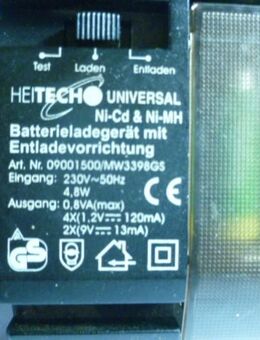 Test Laden Entladen
HEITECH UNIVERSAL
Ni-Cd & Ni-MH
Batterieladegerät mit
Entladevorrichtung
Art. Nr. 09001500/MW3398GS
Eingang: 230V~50Hz
4,8W
Ausgang: 0,8VA(max)
4X(1,2V⎓120mA)
2X(9V⎓13mA)
CE